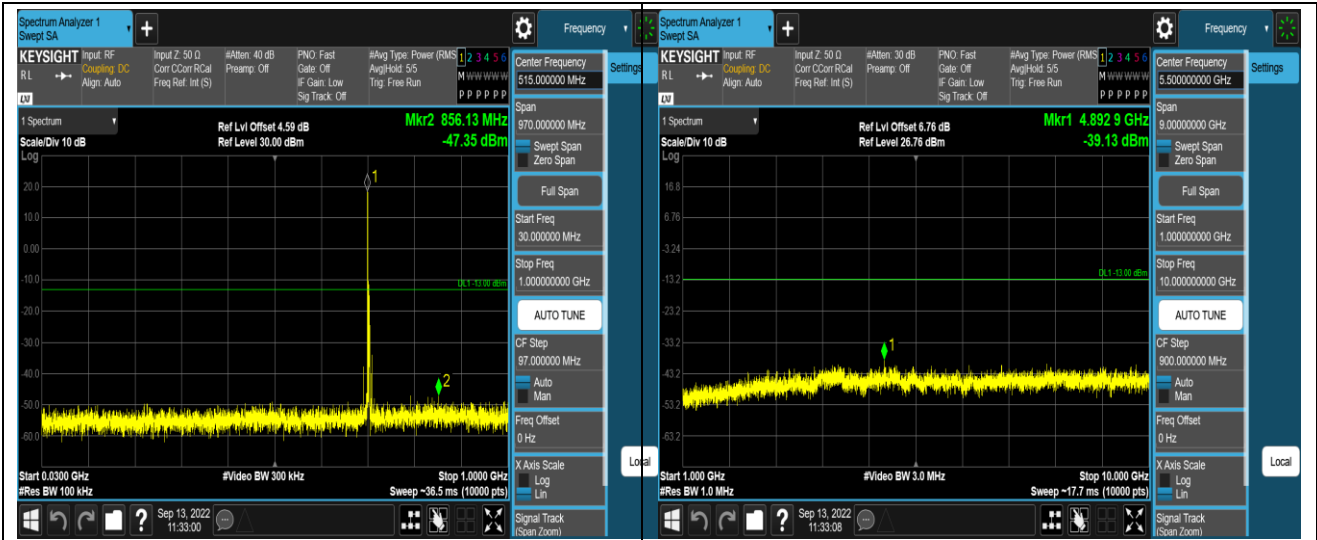 Spectrum Analyzer 1
Swept SA
+
Frequency
KEYSIGHT
RL
LXI
Input: RF
Coupling: DC
Align: Auto
Input Z: 50 Ω
Corr CCorr RCal
Freq Ref: Int (S)
#Atten: 40 dB
Preamp: Off
PNO: Fast
Gate: Off
IF Gain: Low
Sig Track: Off
#Avg Type: Power (RMS
Avg|Hold: 5/5
Trig: Free Run
1 2 3 4 5 6
M W W W W W
P P P P P P
1 Spectrum
Scale/Div 10 dB
Log
Ref Lvl Offset 4.59 dB
Ref Level 30.00 dBm
Mkr2 856.13 MHz
-47.35 dBm
1
2
20.0
10.0
0.00
-10.0
-20.0
-30.0
-40.0
-50.0
-60.0
DL1 -13.00 dBm
Start 0.0300 GHz
#Res BW 100 kHz
#Video BW 300 kHz
Stop 1.0000 GHz
Sweep ~36.5 ms (10000 pts)
?
Sep 13, 2022
11:33:00
Center Frequency
515.000000 MHz
Span
970.000000 MHz
Swept Span
Zero Span
Full Span
Start Freq
30.000000 MHz
Stop Freq
1.000000000 GHz
AUTO TUNE
CF Step
97.000000 MHz
Auto
Man
Freq Offset
0 Hz
X Axis Scale
Log
Lin
Signal Track
(Span Zoom)
Settings
Local
Spectrum Analyzer 1
Swept SA
+
Frequency
KEYSIGHT
RL
LXI
Input: RF
Coupling: DC
Align: Auto
Input Z: 50 Ω
Corr CCorr RCal
Freq Ref: Int (S)
#Atten: 30 dB
Preamp: Off
PNO: Fast
Gate: Off
IF Gain: Low
Sig Track: Off
#Avg Type: Power (RMS
Avg|Hold: 5/5
Trig: Free Run
1 2 3 4 5 6
M W W W W W
P P P P P P
1 Spectrum
Scale/Div 10 dB
Log
Ref Lvl Offset 6.76 dB
Ref Level 26.76 dBm
Mkr1 4.892 9 GHz
-39.13 dBm
1
16.8
6.76
-3.24
-13.2
-23.2
-33.2
-43.2
-53.2
-63.2
DL1 -13.00 dBm
Start 1.000 GHz
#Res BW 1.0 MHz
#Video BW 3.0 MHz
Stop 10.000 GHz
Sweep ~17.7 ms (10000 pts)
?
Sep 13, 2022
11:33:08
Center Frequency
5.500000000 GHz
Span
9.00000000 GHz
Swept Span
Zero Span
Full Span
Start Freq
1.000000000 GHz
Stop Freq
10.000000000 GHz
AUTO TUNE
CF Step
900.000000 MHz
Auto
Man
Freq Offset
0 Hz
X Axis Scale
Log
Lin
Signal Track
(Span Zoom)
Settings
Local